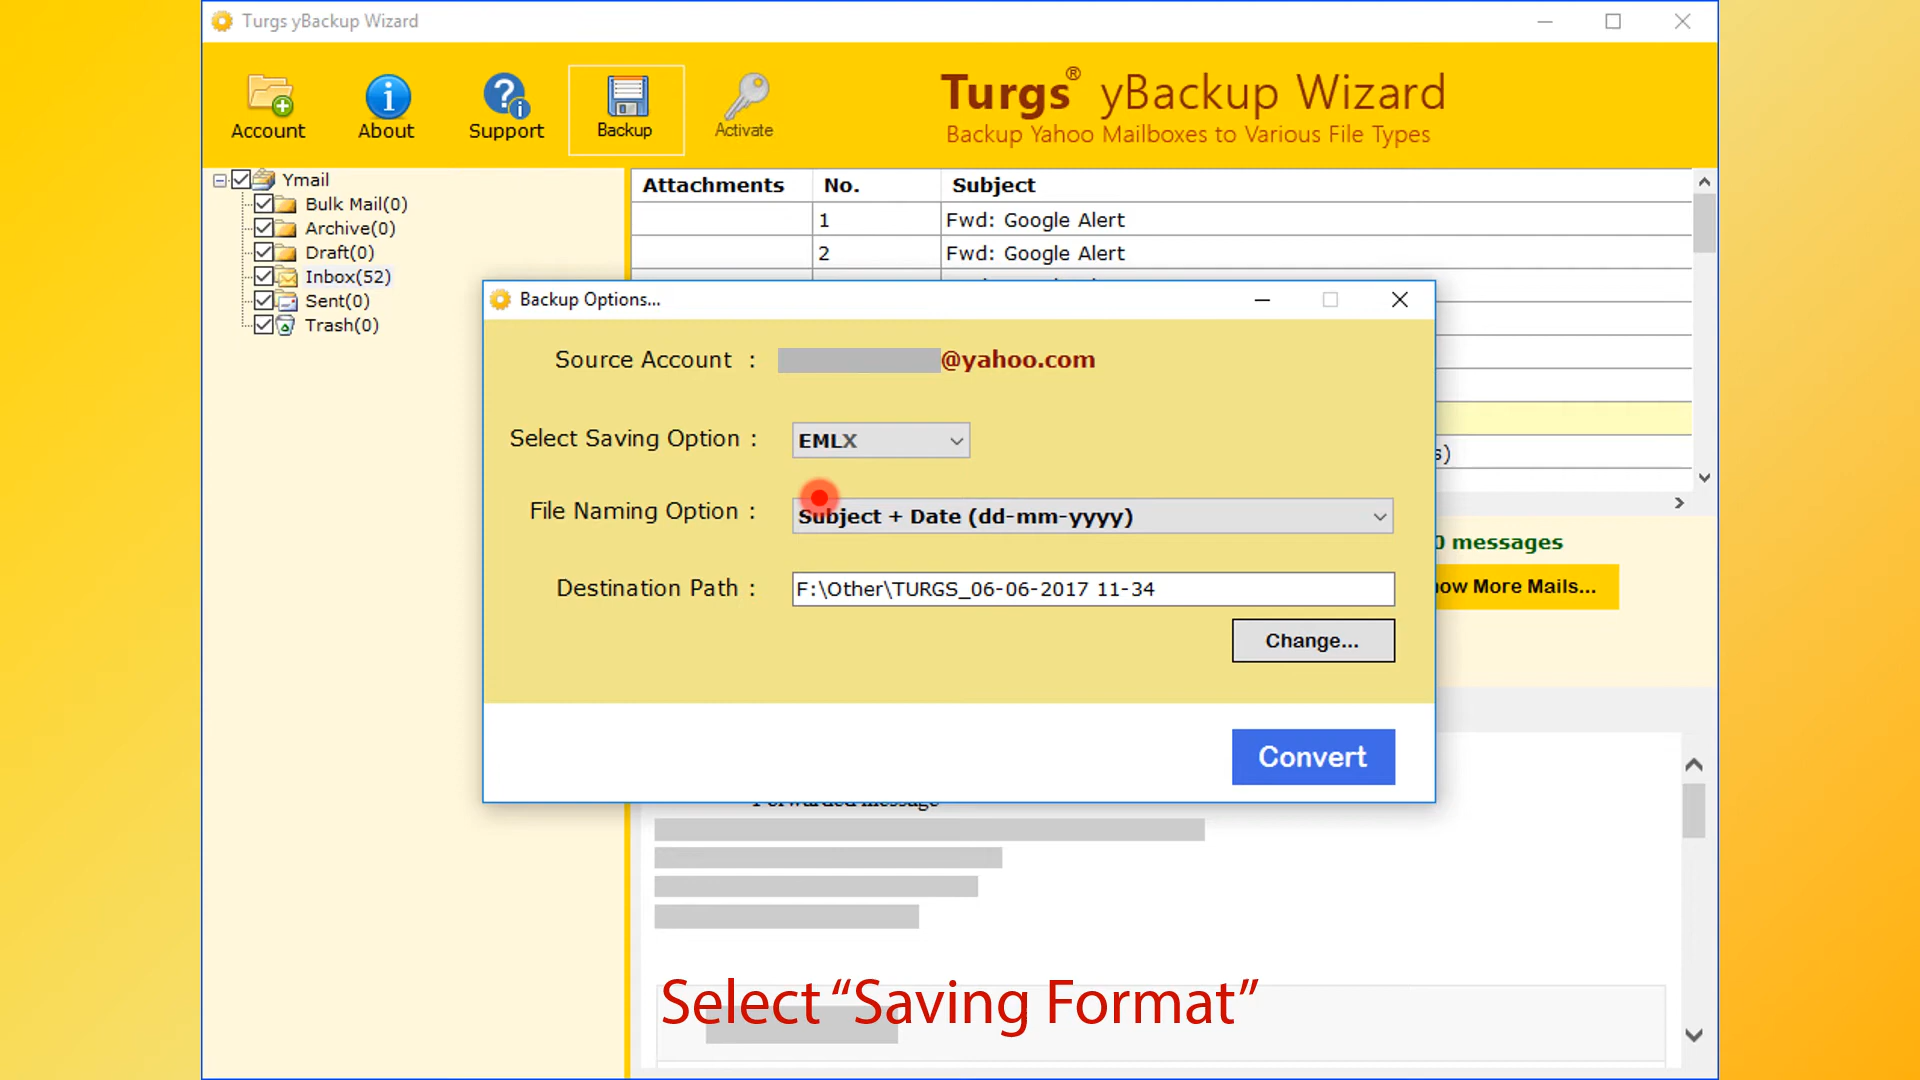 Turgs yBackup Wizard
Account
About
Support
Backup
Activate
Turgs® yBackup Wizard
Backup Yahoo Mailboxes to Various File Types
Ymail
Bulk Mail(0)
Archive(0)
Draft(0)
Inbox(52)
Sent(0)
Trash(0)
Attachments No. Subject
1 Fwd: Google Alert
2 Fwd: Google Alert
Backup Options...
Source Account : @yahoo.com
Select Saving Option : EMLX
s)
File Naming Option : Subject + Date (dd-mm-yyyy)
0 messages
Destination Path : F:\Other\TURGS_06-06-2017 11-34
ow More Mails...
Change...
Convert
Forwarded message
Select “Saving Format”